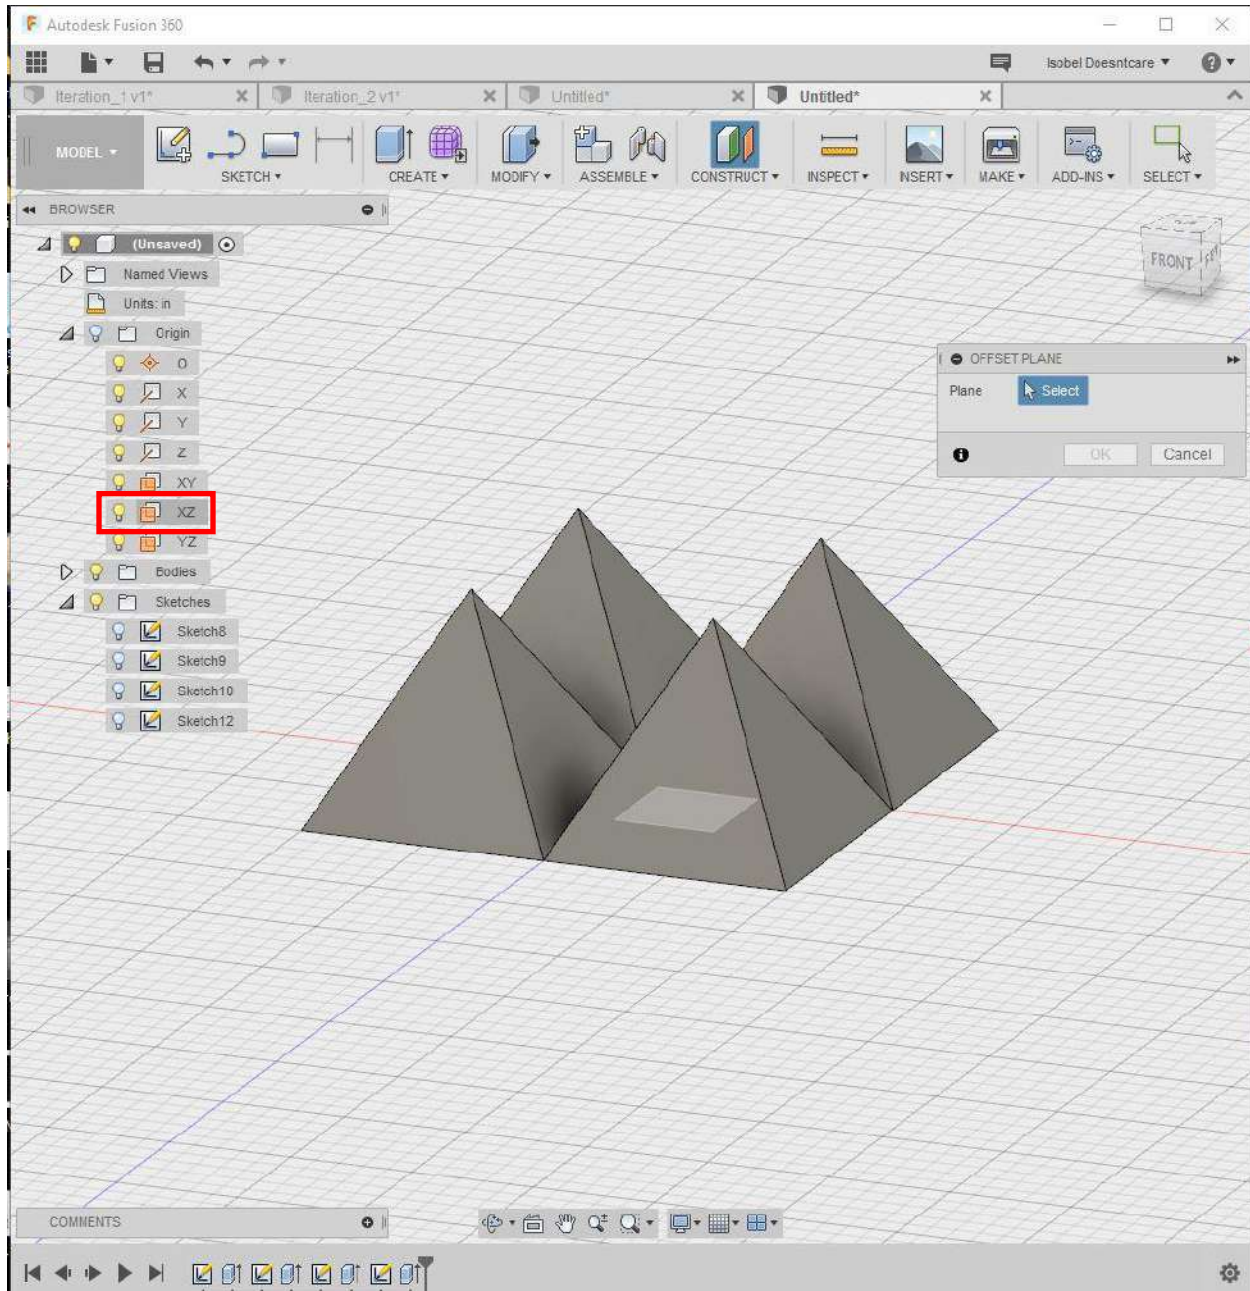 Autodesk Fusion 360
Isobel Doesntcare
Iteration_1 v1*
Iteration_2 v1*
Untitled*
Untitled*
MODEL
SKETCH
CREATE
MODIFY
ASSEMBLE
CONSTRUCT
INSPECT
INSERT
MAKE
ADD-INS
SELECT
BROWSER
(Unsaved)
Named Views
Units: in
Origin
O
X
Y
Z
XY
XZ
YZ
Bodies
Sketches
Sketch8
Sketch9
Sketch10
Sketch12
FRONT
OFFSET PLANE
Plane Select
OK Cancel
COMMENTS